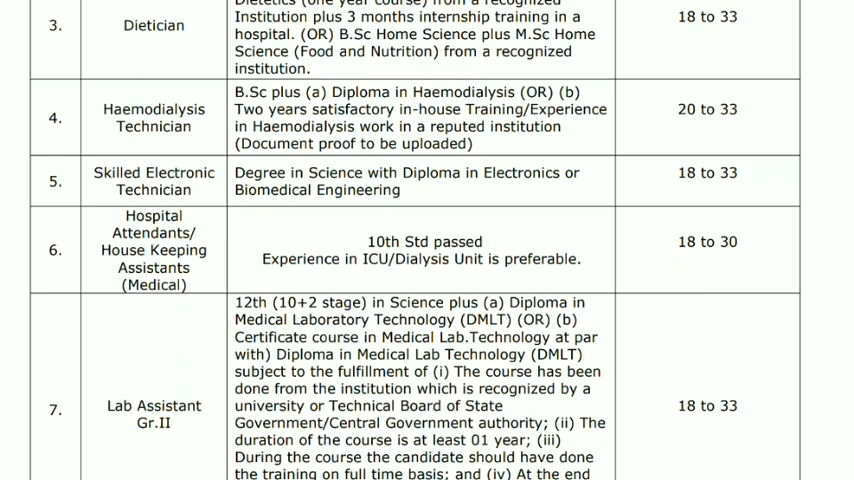 Dietetics (one year course) from a recognized
3.
Dietician
Institution plus 3 months internship training in a
hospital. (OR) B.Sc Home Science plus M.Sc Home
Science (Food and Nutrition) from a recognized
institution.
18 to 33
4.
Haemodialysis
Technician
B.Sc plus (a) Diploma in Haemodialysis (OR) (b)
Two years satisfactory in-house Training/Experience
in Haemodialysis work in a reputed institution
(Document proof to be uploaded)
20 to 33
5.
Skilled Electronic
Technician
Degree in Science with Diploma in Electronics or
Biomedical Engineering
18 to 33
6.
Hospital
Attendants/
House Keeping
Assistants
(Medical)
10th Std passed
Experience in ICU/Dialysis Unit is preferable.
18 to 30
7.
Lab Assistant
Gr.II
12th (10+2 stage) in Science plus (a) Diploma in
Medical Laboratory Technology (DMLT) (OR) (b)
Certificate course in Medical Lab.Technology at par
with) Diploma in Medical Lab Technology (DMLT)
subject to the fulfillment of (i) The course has been
done from the institution which is recognized by a
university or Technical Board of State
Government/Central Government authority; (ii) The
duration of the course is at least 01 year; (iii)
During the course the candidate should have done
the training on full time basis; and (iv) At the end
18 to 33